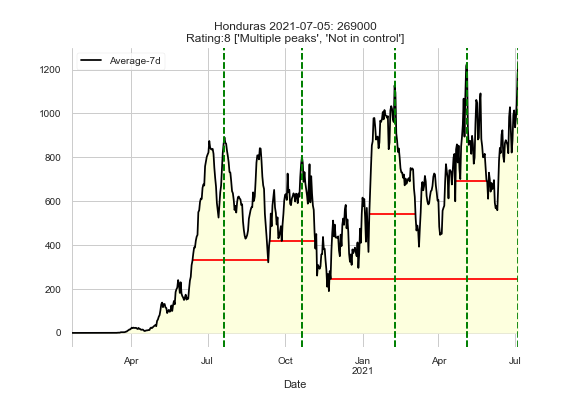 Honduras 2021-07-05: 269000
Rating:8 ['Multiple peaks', 'Not in control']
Average-7d
1200
1000
800
600
400
200
0
Apr Jul Oct Jan Apr Jul
2021
Date